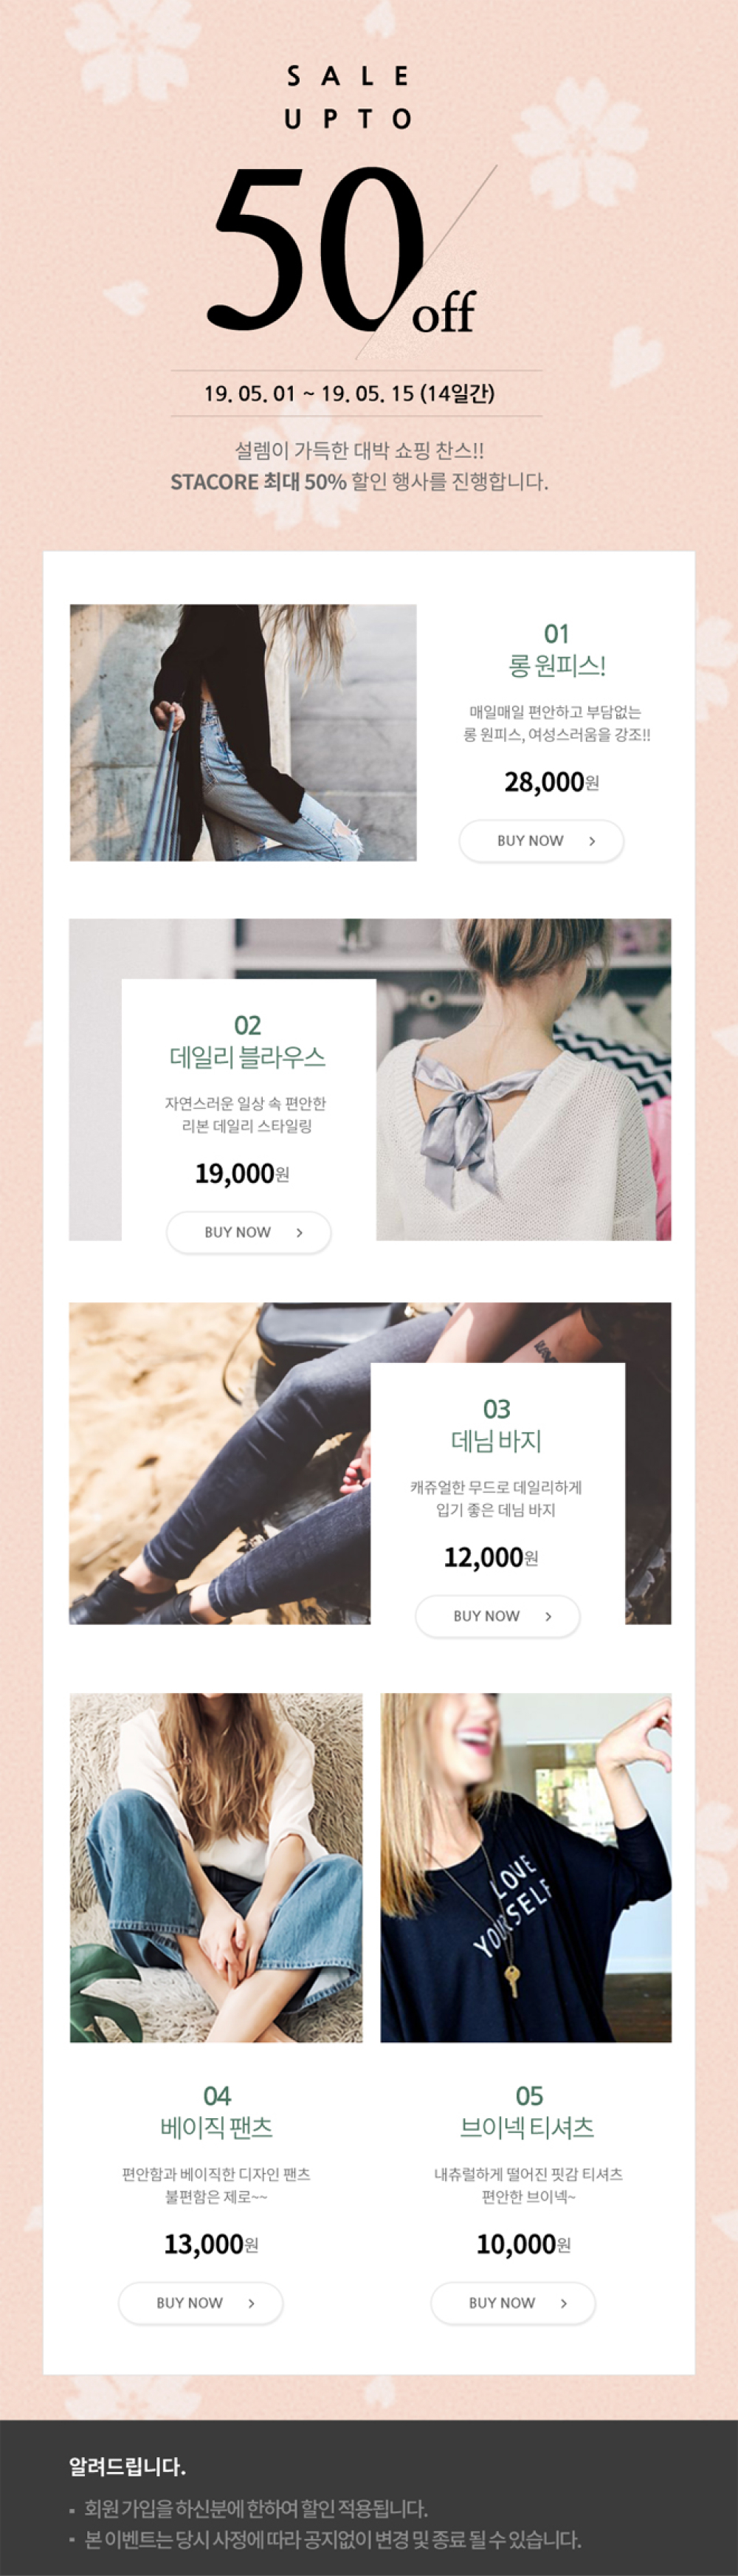 SALE
UPTO
50
off
19. 05. 01 ~ 19. 05. 15 (14일간)
설렘이 가득한 대박 쇼핑 찬스!!
STACORE 최대 50% 할인 행사를 진행합니다.
01
롱 원피스!
매일매일 편안하고 부담없는
롱 원피스, 여성스러움을 강조!!
28,000원
BUY NOW >
02
데일리 블라우스
자연스러운 일상 속 편안한
리본 데일리 스타일링
19,000원
BUY NOW >
03
데님 바지
캐쥬얼한 무드로 데일리하게
입기 좋은 데님 바지
12,000원
BUY NOW >
LOVE
YOURSELF
04
베이직 팬츠
편안함과 베이직한 디자인 팬츠
불편함은 제로~~
13,000원
BUY NOW >
05
브이넥 티셔츠
내츄럴하게 떨어진 핏감 티셔츠
편안한 브이넥~
10,000원
BUY NOW >
알려드립니다.
▪ 회원 가입을 하신분에 한하여 할인 적용됩니다.
▪ 본 이벤트는 당시 사정에 따라 공지없이 변경 및 종료 될 수 있습니다.